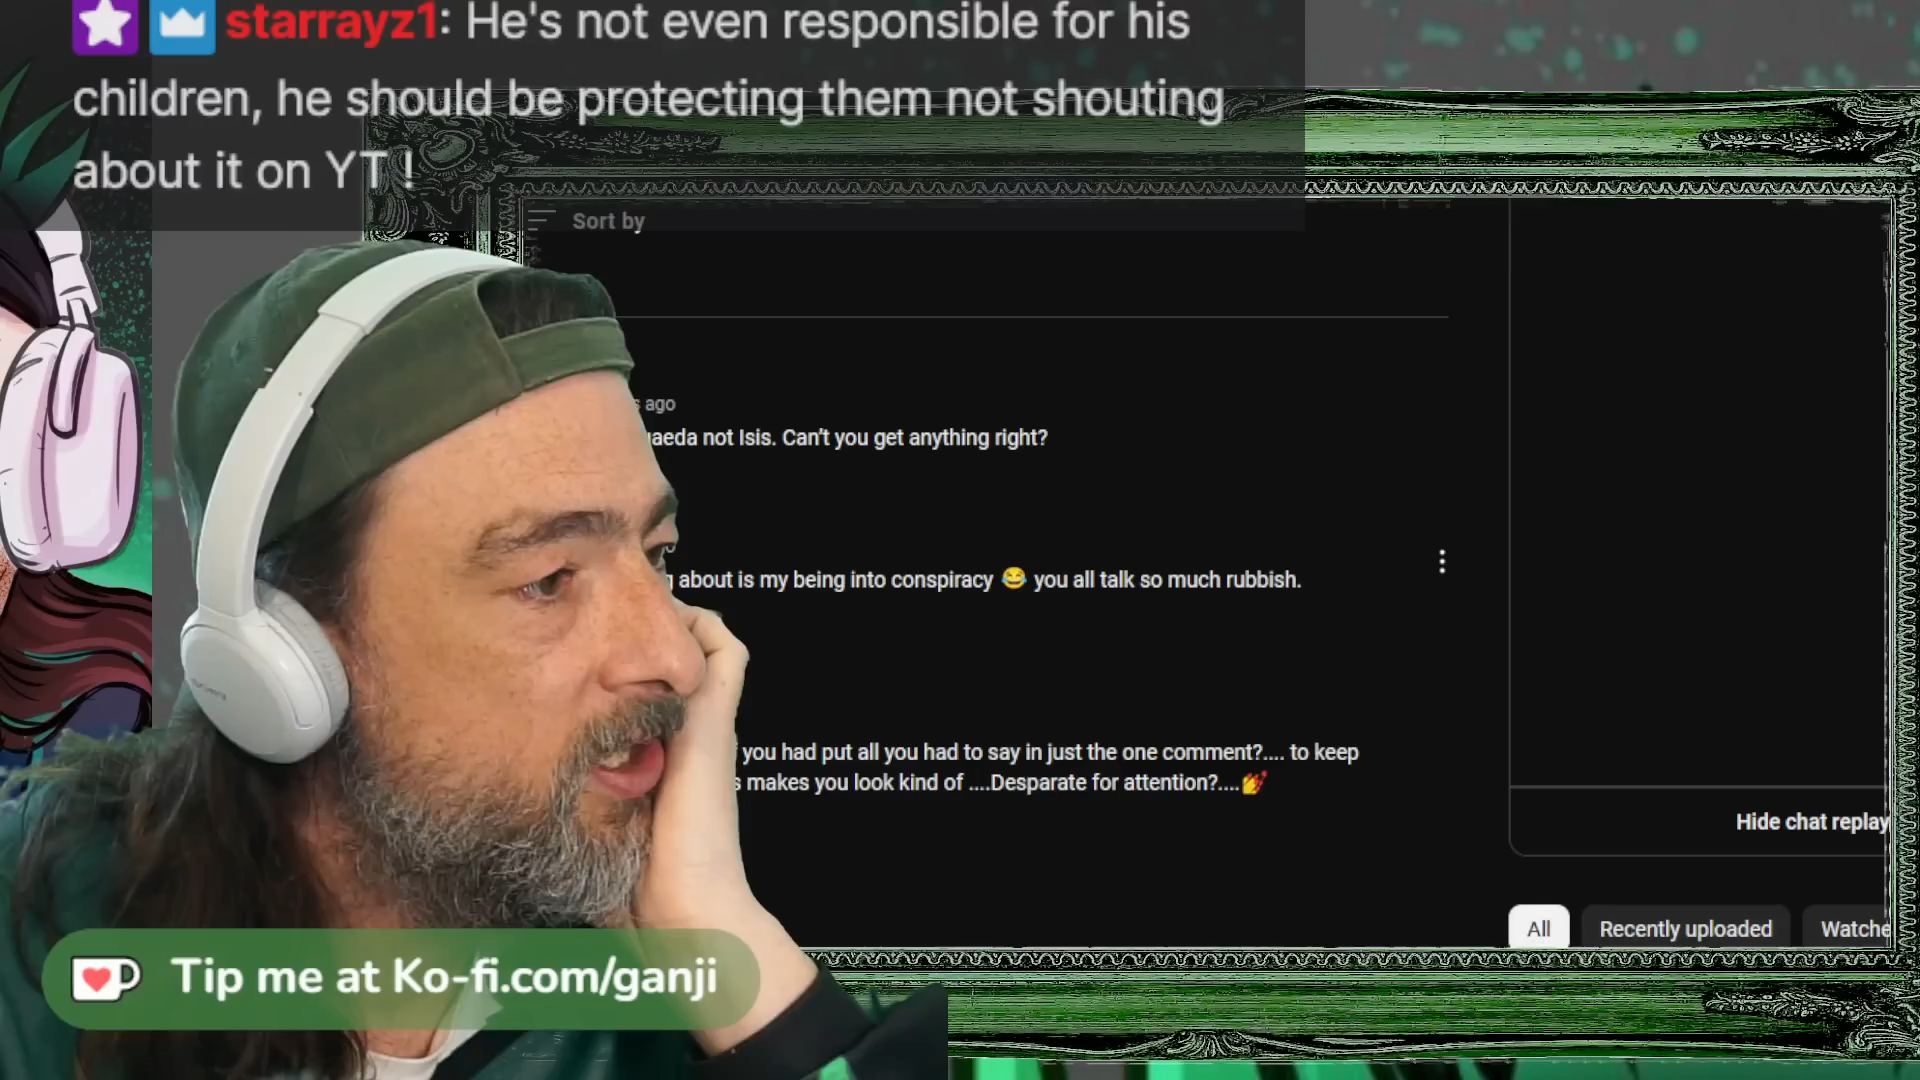 starrayz1: He's not even responsible for his
children, he should be protecting them not shouting
about it on YT !
Sort by
ago
not Isis. Can't you get anything right?
about is my being into conspiracy 😂 you all talk so much rubbish.
you had put all you had to say in just the one comment?.... to keep
makes you look kind of ....Desparate for attention?....💅
Hide chat replay
All
Recently uploaded
Tip me at Ko-fi.com/ganji